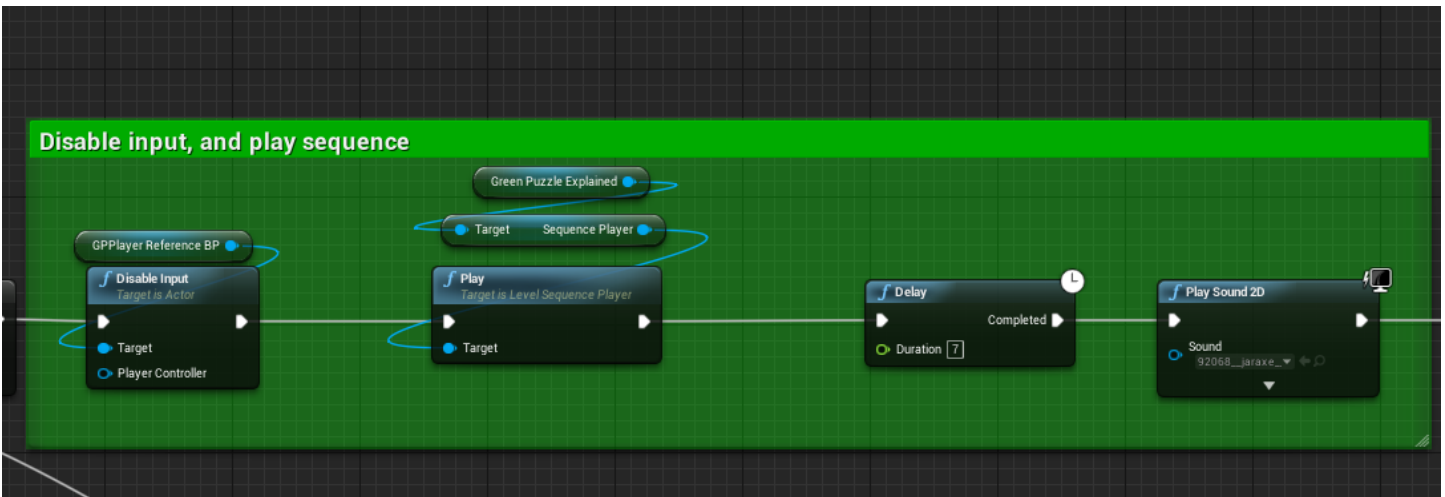 Disable input, and play sequence
Green Puzzle Explained
Target Sequence Player
GPPlayer Reference BP
f Disable Input
Target is Actor
Target
Player Controller
f Play
Target is Level Sequence Player
Target
f Delay
Completed
Duration 7
f Play Sound 2D
Sound
92068__jaraxe_